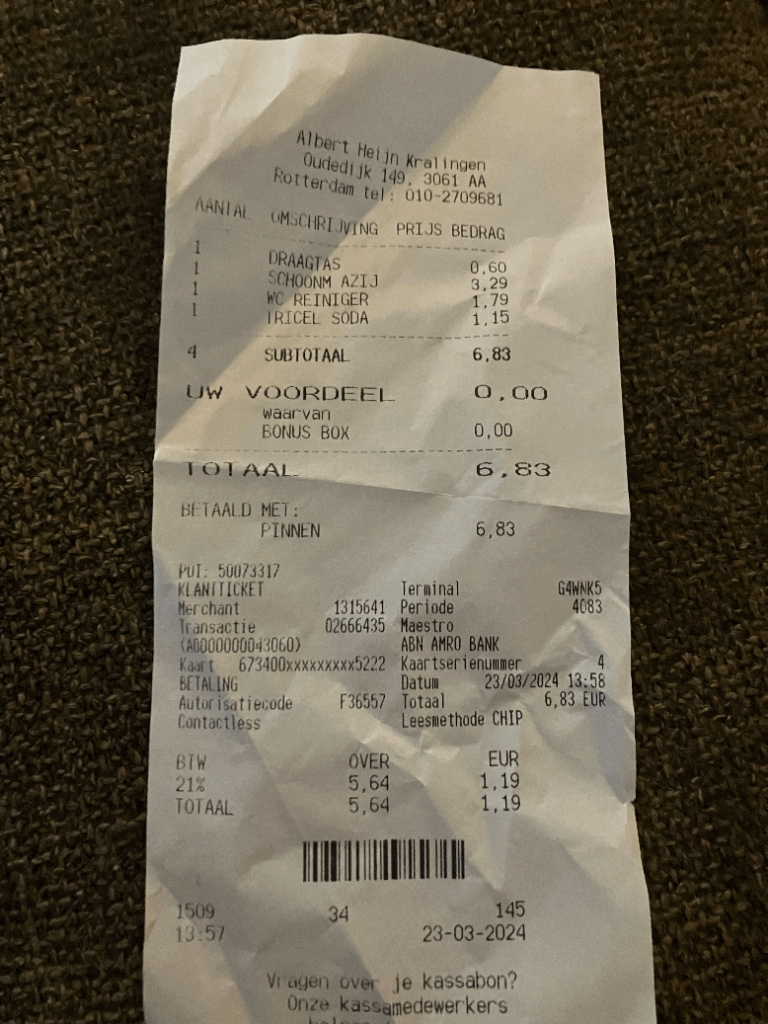 Albert Heijn Kralingen
Oudedijk 149, 3061 AA
Rotterdam tel: 010-2709681
AANTAL OMSCHRIJVING PRIJS BEDRAG
1 DRAAGTAS 0,60
1 SCHOONM AZIJ 3,29
1 WC REINIGER 1,79
1 TRICEL SODA 1,15
4 SUBTOTAAL 6,83
UW VOORDEEL 0,00
waarvan
BONUS BOX 0,00
TOTAAL 6,83
BETAALD MET:
PINNEN 6,83
POI: 50073317
KLANTTICKET Terminal G4WNK5
Merchant 1315641 Periode 4083
Transactie 02666435 Maestro
(A0000000043060) ABN AMRO BANK
Kaart 673400xxxxxxxxx5222 Kaartserienummer 4
BETALING Datum 23/03/2024 13:58
Autorisatiecode F36557 Totaal 6,83 EUR
Contactless Leesmethode CHIP
BTW OVER EUR
21% 5,64 1,19
TOTAAL 5,64 1,19
1509 34 145
13:57 23-03-2024
Vragen over je kassabon?
Onze kassamedewerkers